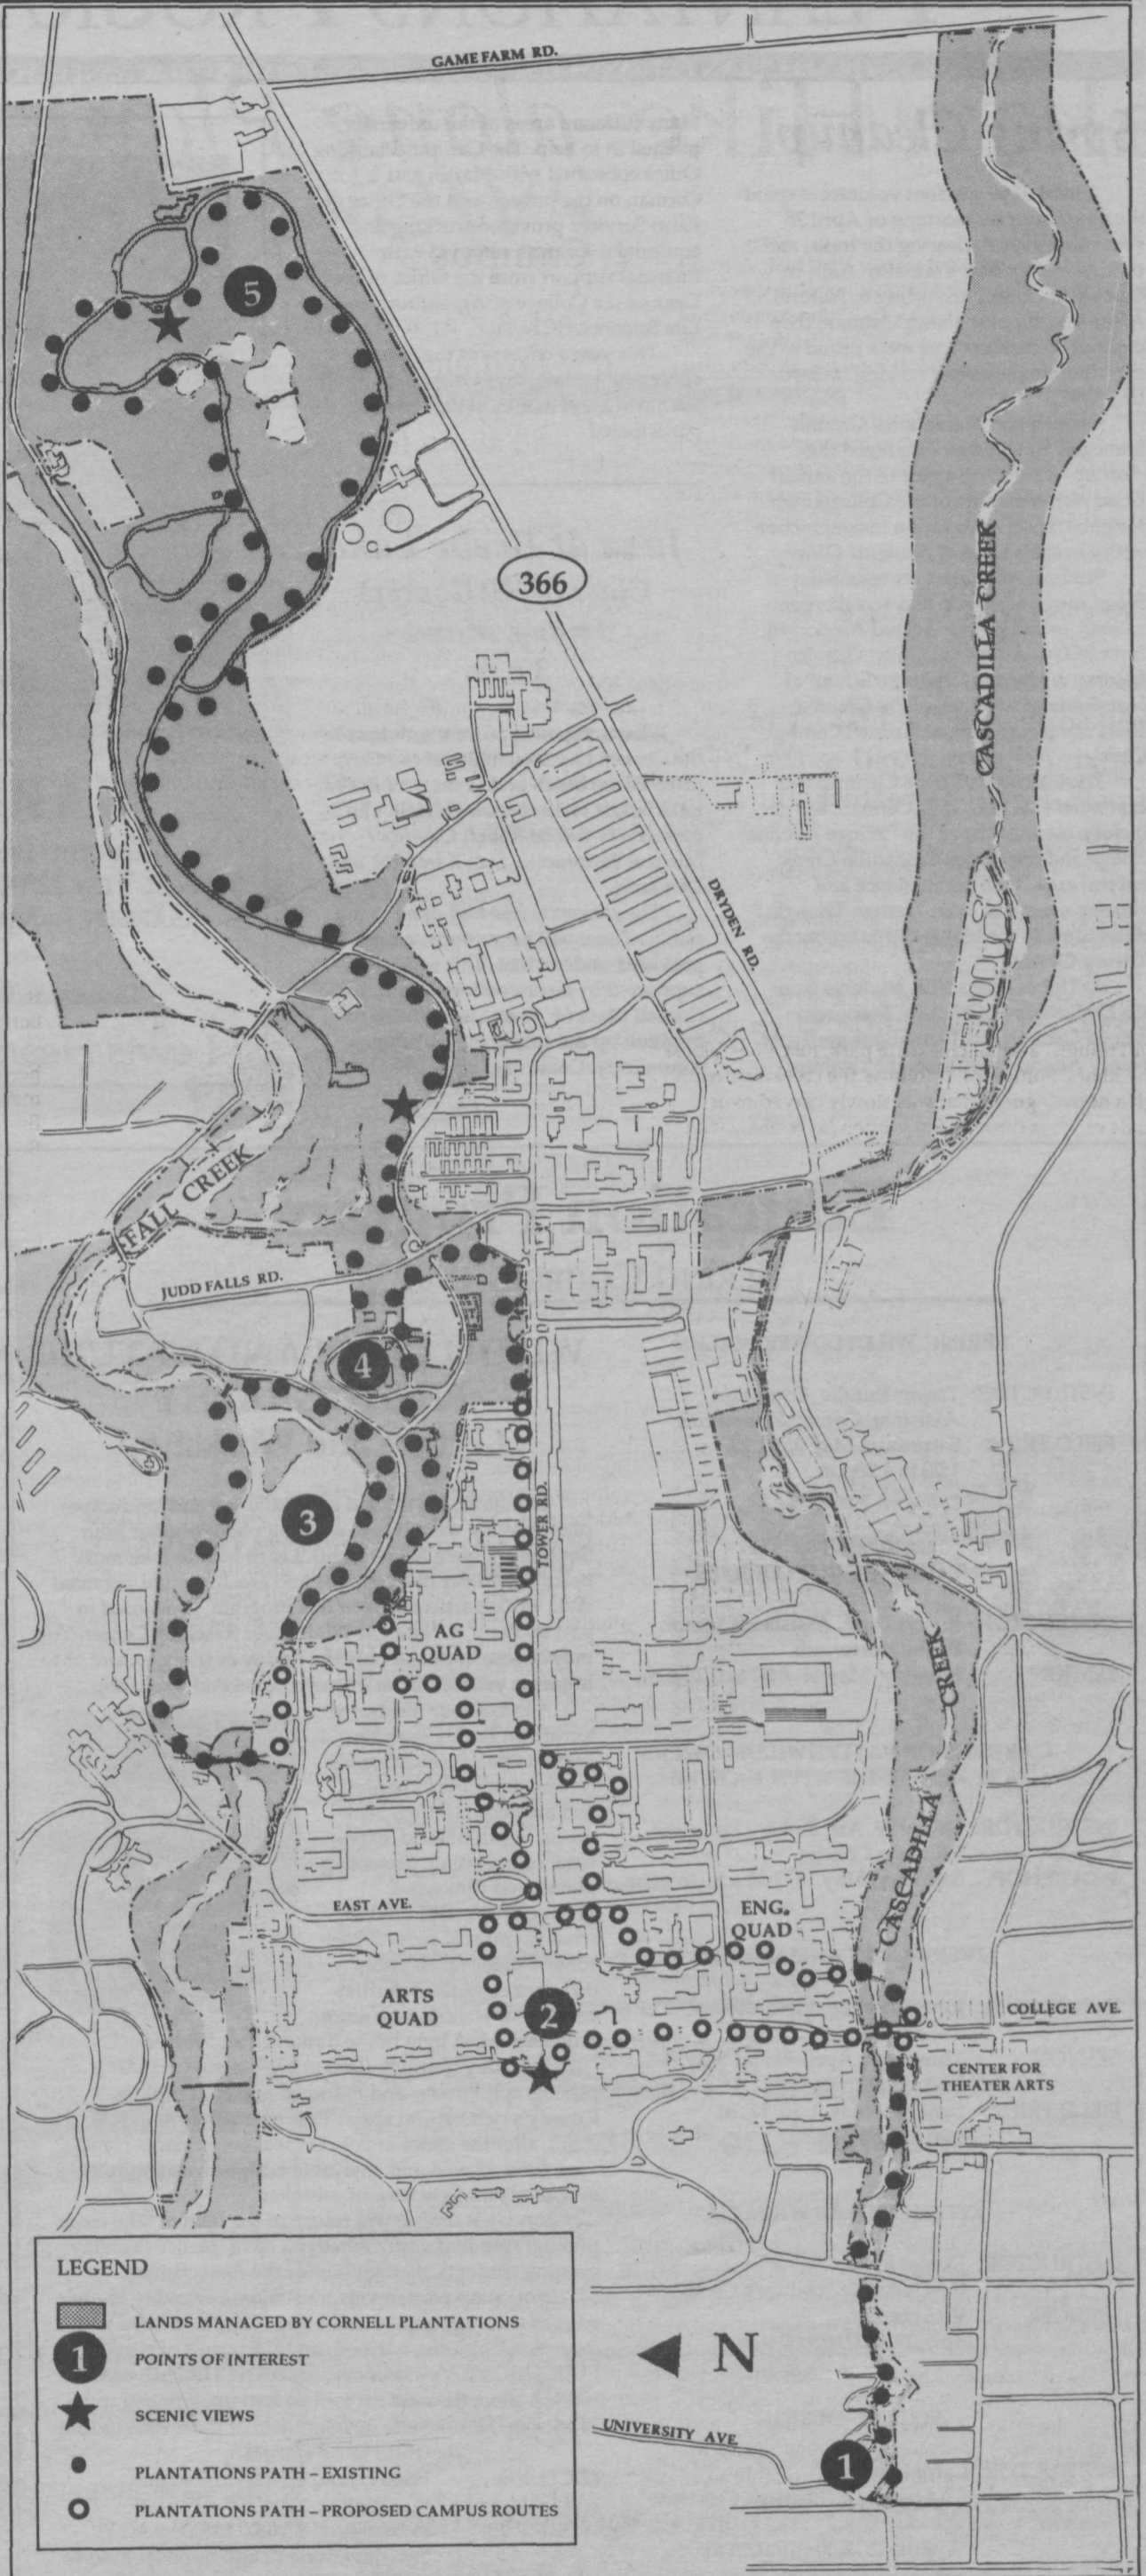 GAME FARM RD.
5
366
CASCADILLA CREEK
DRYDEN RD.
FALL CREEK
JUDD FALLS RD.
4
3
TOWER RD.
AG
QUAD
CASCADILLA CREEK
EAST AVE.
ENG.
QUAD
ARTS
QUAD
2
COLLEGE AVE.
CENTER FOR
THEATER ARTS
LEGEND
LANDS MANAGED BY CORNELL PLANTATIONS
1 POINTS OF INTEREST
SCENIC VIEWS
PLANTATIONS PATH – EXISTING
PLANTATIONS PATH – PROPOSED CAMPUS ROUTES
N
UNIVERSITY AVE.
1